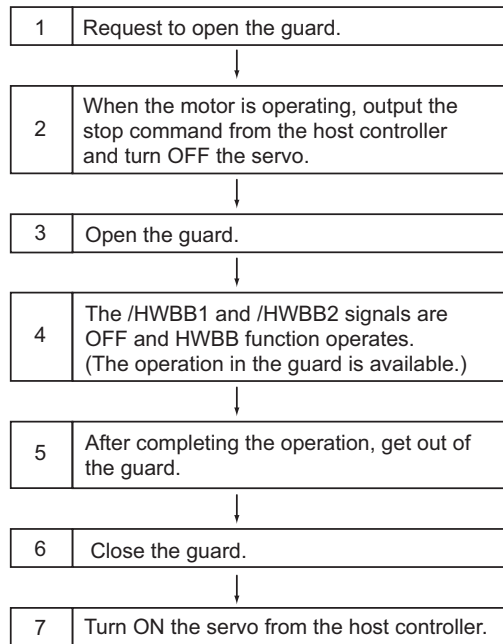 1 Request to open the guard.
2 When the motor is operating, output the
stop command from the host controller
and turn OFF the servo.
3 Open the guard.
4 The /HWBB1 and /HWBB2 signals are
OFF and HWBB function operates.
(The operation in the guard is available.)
5 After completing the operation, get out of
the guard.
6 Close the guard.
7 Turn ON the servo from the host controller.